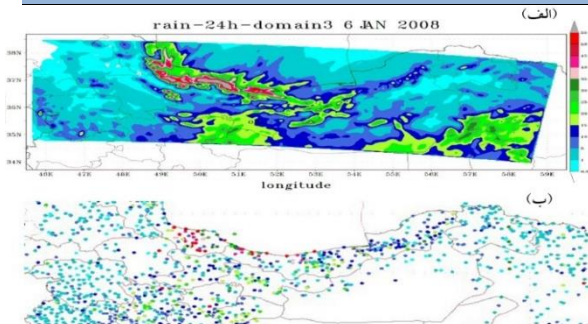 (الف)
rain-24h-domain3 6 JAN 2008
38N
37N
36N
35N
34N
46E 47E 48E 49E 50E 51E 52E 53E 54E 55E 56E 57E 58E 59E
longitude
(ب)